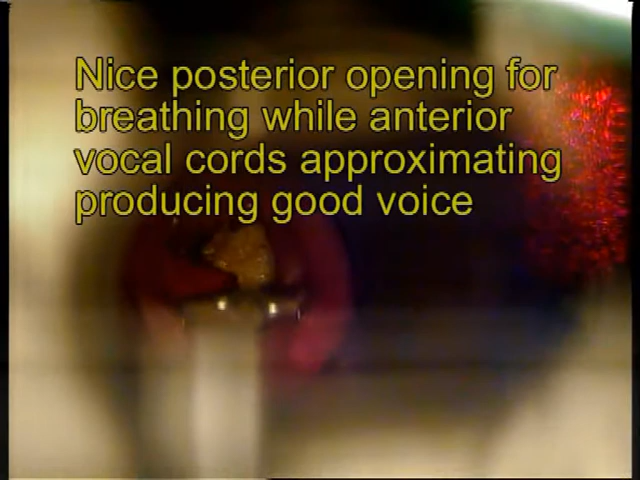 Nice posterior opening for
breathing while anterior
vocal cords approximating
producing good voice